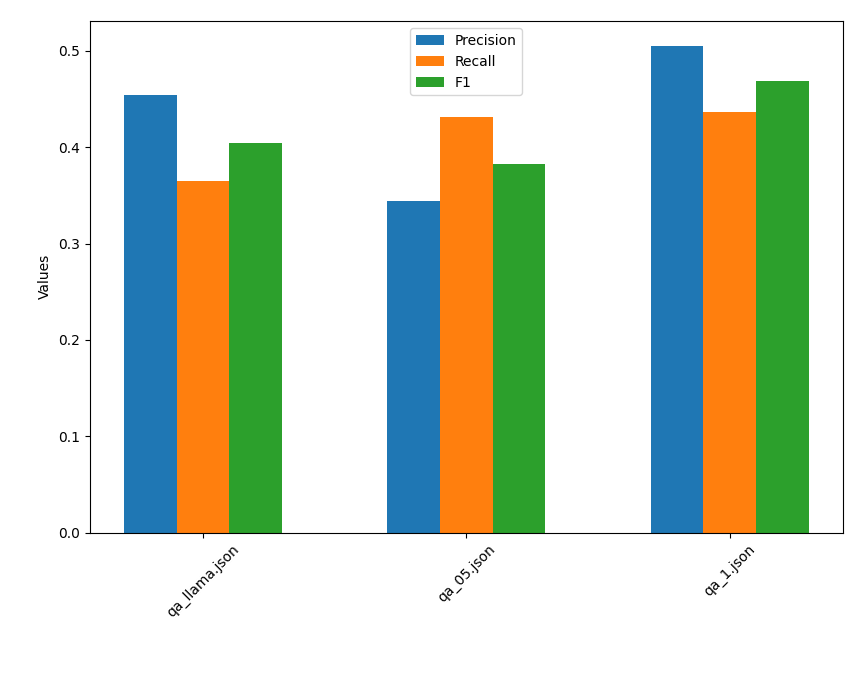 Precision
Recall
F1
0.5
0.4
0.3
0.2
0.1
0.0
Values
qa_llama.json
qa_05.json
qa_1.json